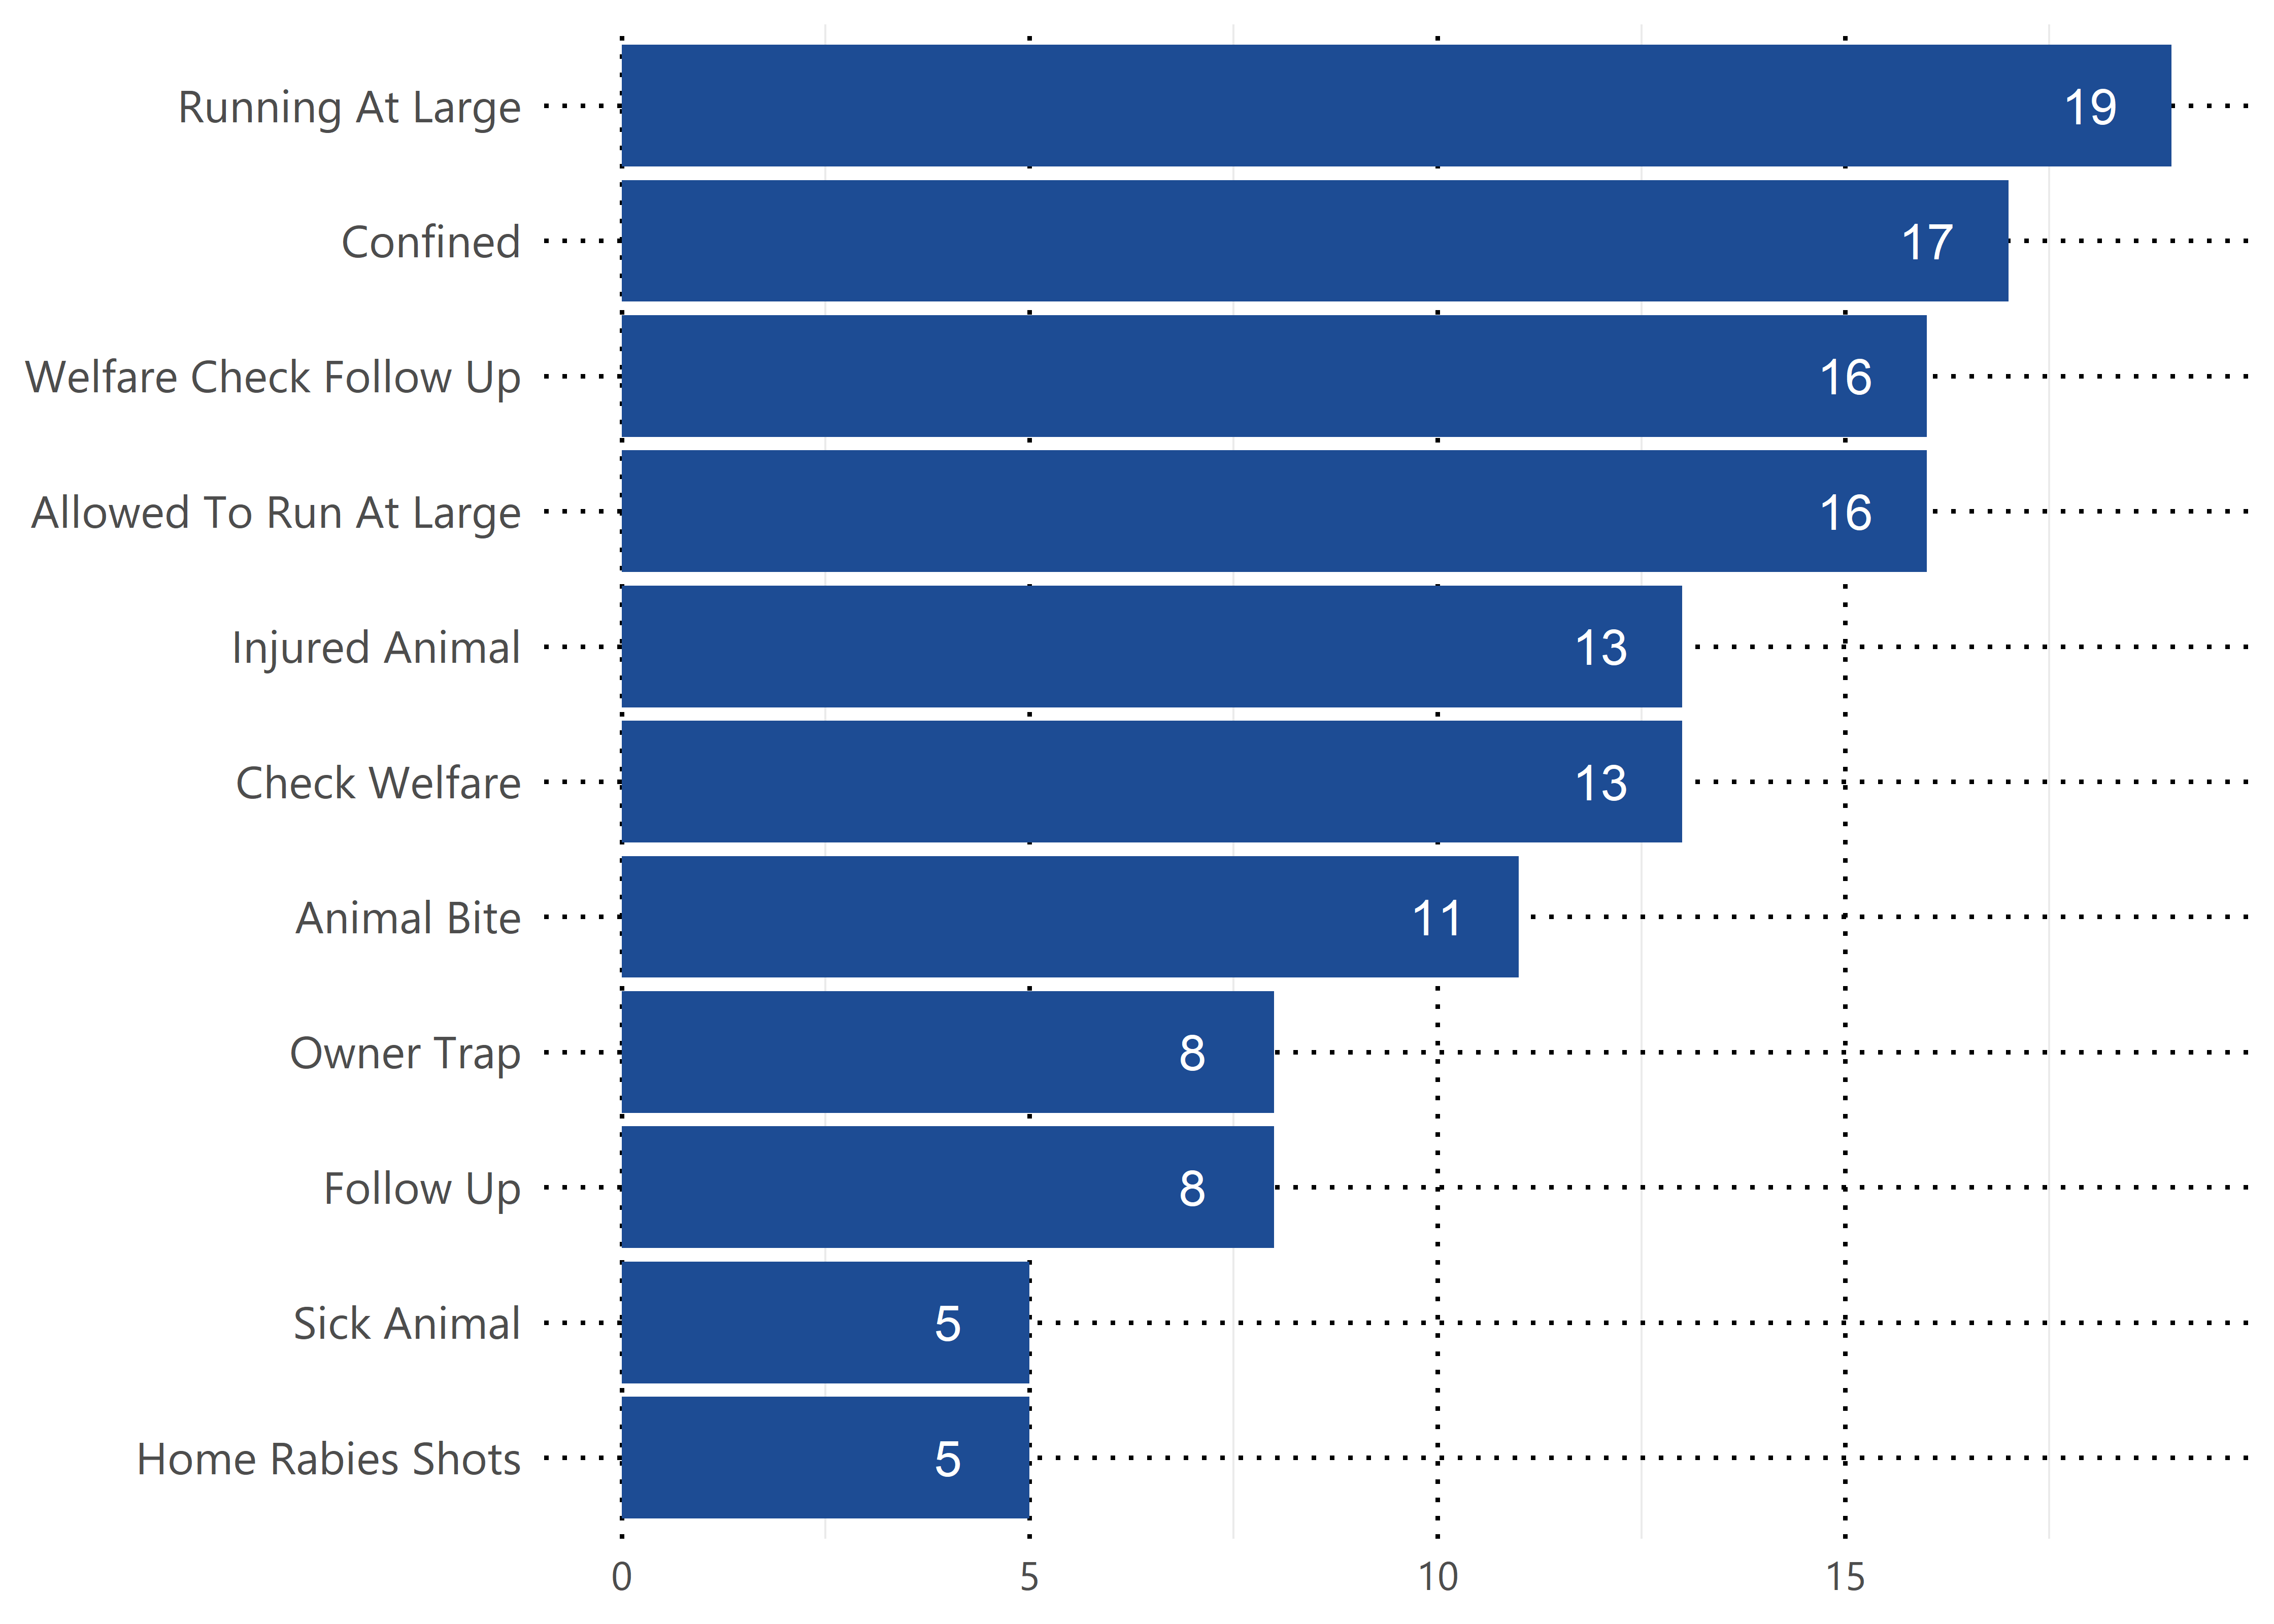 Running At Large 19
Confined 17
Welfare Check Follow Up 16
Allowed To Run At Large 16
Injured Animal 13
Check Welfare 13
Animal Bite 11
Owner Trap 8
Follow Up 8
Sick Animal 5
Home Rabies Shots 5
0 5 10 15